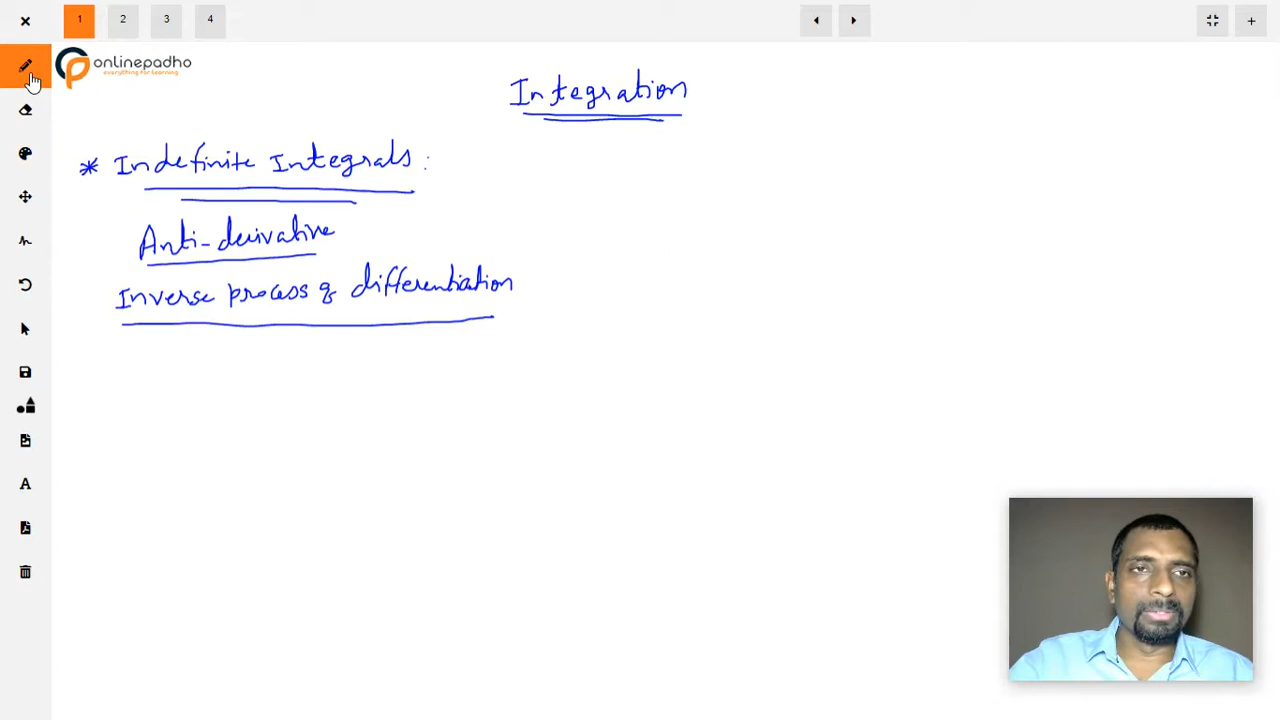 1 2 3 4
onlinepadho
everything for learning
Integration
* Indefinite Integrals :
Anti-derivative
Inverse process of differentiation
A